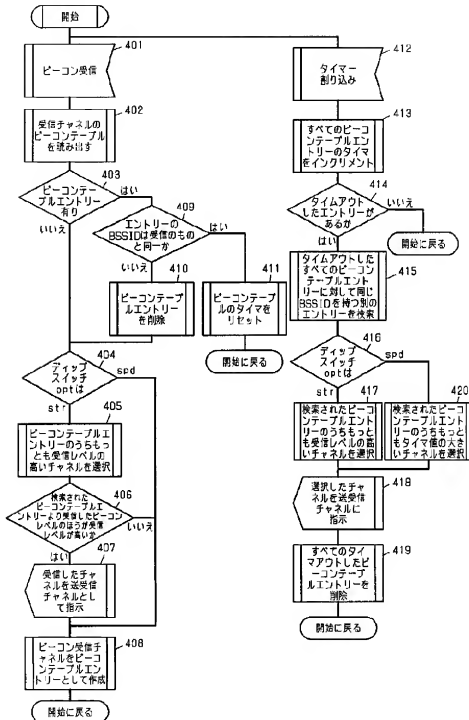 開始
401
ビーコン受信
402
受信チャネルの
ビーコンテーブル
を読み出す
403
ビーコンテー
ブルエントリー
有り
はい
いいえ
409
エントリーの
BSSIDは受信のもの
と同一か
はい
いいえ
410
ビーコンテーブ
ルエントリー
を削除
411
ビーコンテーブ
ルのタイマを
リセット
開始に戻る
404
ディップ
スイッチ
optは
spd
str
405
ビーコンテーブルエン
トリーのうちもっ
とも受信レベルの
高いチャネルを選択
406
検索された
ビーコンテーブルエ
ントリーより受信したビーコン
レベルのほうが受信
レベルが高いか
いいえ
はい
407
受信したチャネ
ルを送受信
チャネルとし
て指示
408
ビーコン受信チャ
ネルをビーコ
ンテーブルエント
リーとして作成
開始に戻る
412
タイマー
割り込み
413
すべてのビーコ
ンテーブルエン
トリーのタイマ
をインクリメント
414
タイムアウト
したエントリーが
あるか
いいえ
開始に戻る
はい
415
タイムアウトした
すべてのビーコ
ンテーブルエント
リーに対して同じ
BSSIDを持つ別の
エントリーを検索
416
ディップ
スイッチ
optは
spd
str
417
検索されたビーコ
ンテーブルエント
リーのうちもっと
も受信レベルの高
いチャネルを選択
420
検索されたビーコ
ンテーブルエント
リーのうちもっと
もタイマ値の大き
いチャネルを選択
418
選択したチャ
ネルを送受信
チャネルに
指示
419
すべてのタイ
マアウトしたビ
ーコンテーブ
ルエントリーを
削除
開始に戻る